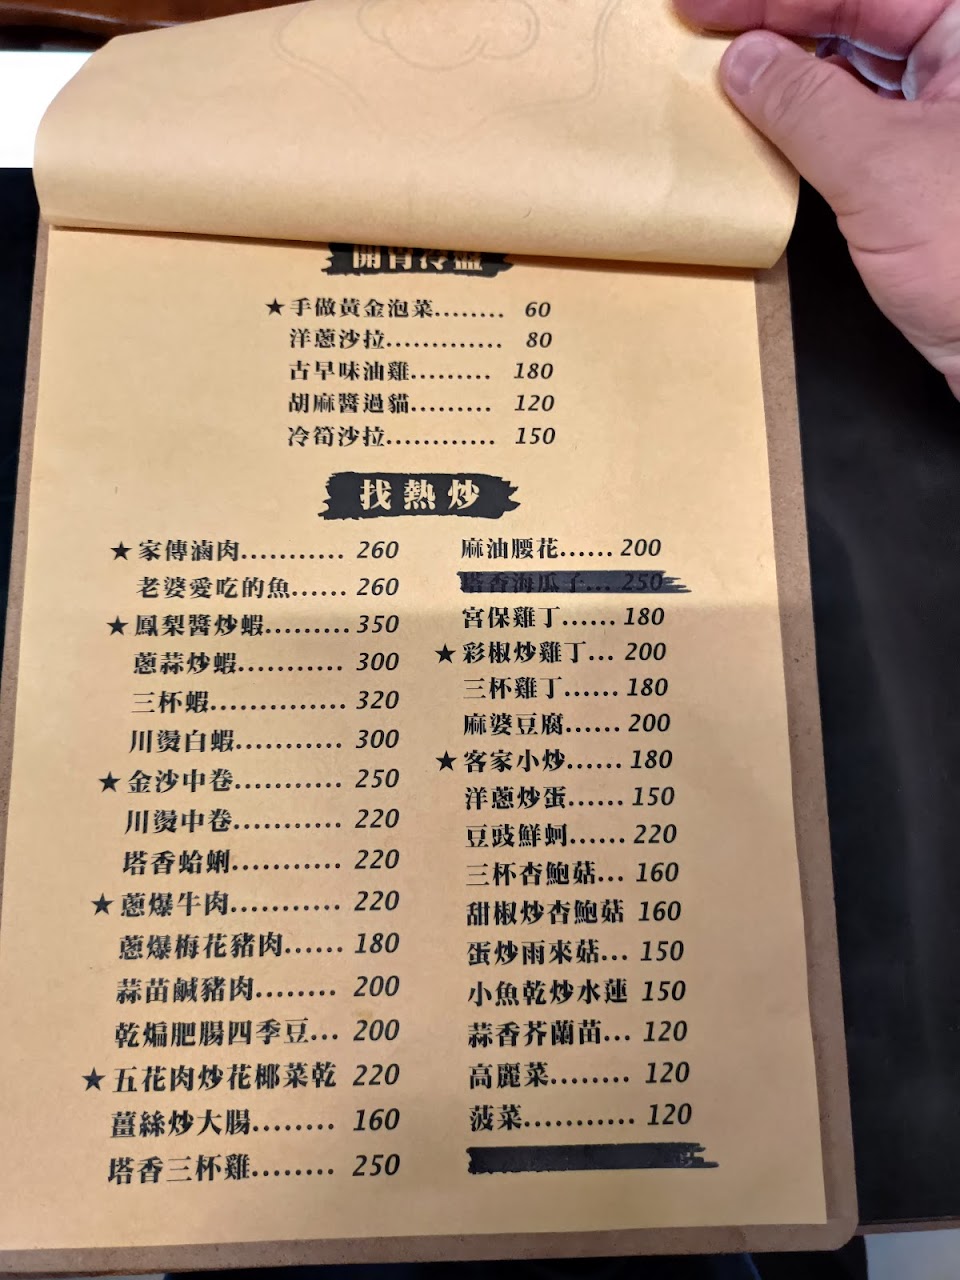 開胃冷盤
★手做黃金泡菜........ 60
洋蔥沙拉............. 80
古早味油雞......... 180
胡麻醬過貓......... 120
冷筍沙拉............ 150
找熱炒
★家傳滷肉........... 260
老婆愛吃的魚...... 260
★鳳梨醬炒蝦......... 350
蔥蒜炒蝦........... 300
三杯蝦.............. 320
川燙白蝦........... 300
★金沙中卷........... 250
川燙中卷........... 220
塔香蛤蜊........... 220
★蔥爆牛肉........... 220
蔥爆梅花豬肉...... 180
蒜苗鹹豬肉........ 200
乾煸肥腸四季豆... 200
★五花肉炒花椰菜乾 220
薑絲炒大腸........ 160
塔香三杯雞........ 250
麻油腰花...... 200
塔香海瓜子... 250
宮保雞丁...... 180
★彩椒炒雞丁... 200
三杯雞丁...... 180
麻婆豆腐...... 200
★客家小炒...... 180
洋蔥炒蛋...... 150
豆豉鮮蚵...... 220
三杯杏鮑菇... 160
甜椒炒杏鮑菇 160
蛋炒雨來菇... 150
小魚乾炒水蓮 150
蒜香芥蘭苗... 120
高麗菜........ 120
菠菜........... 120